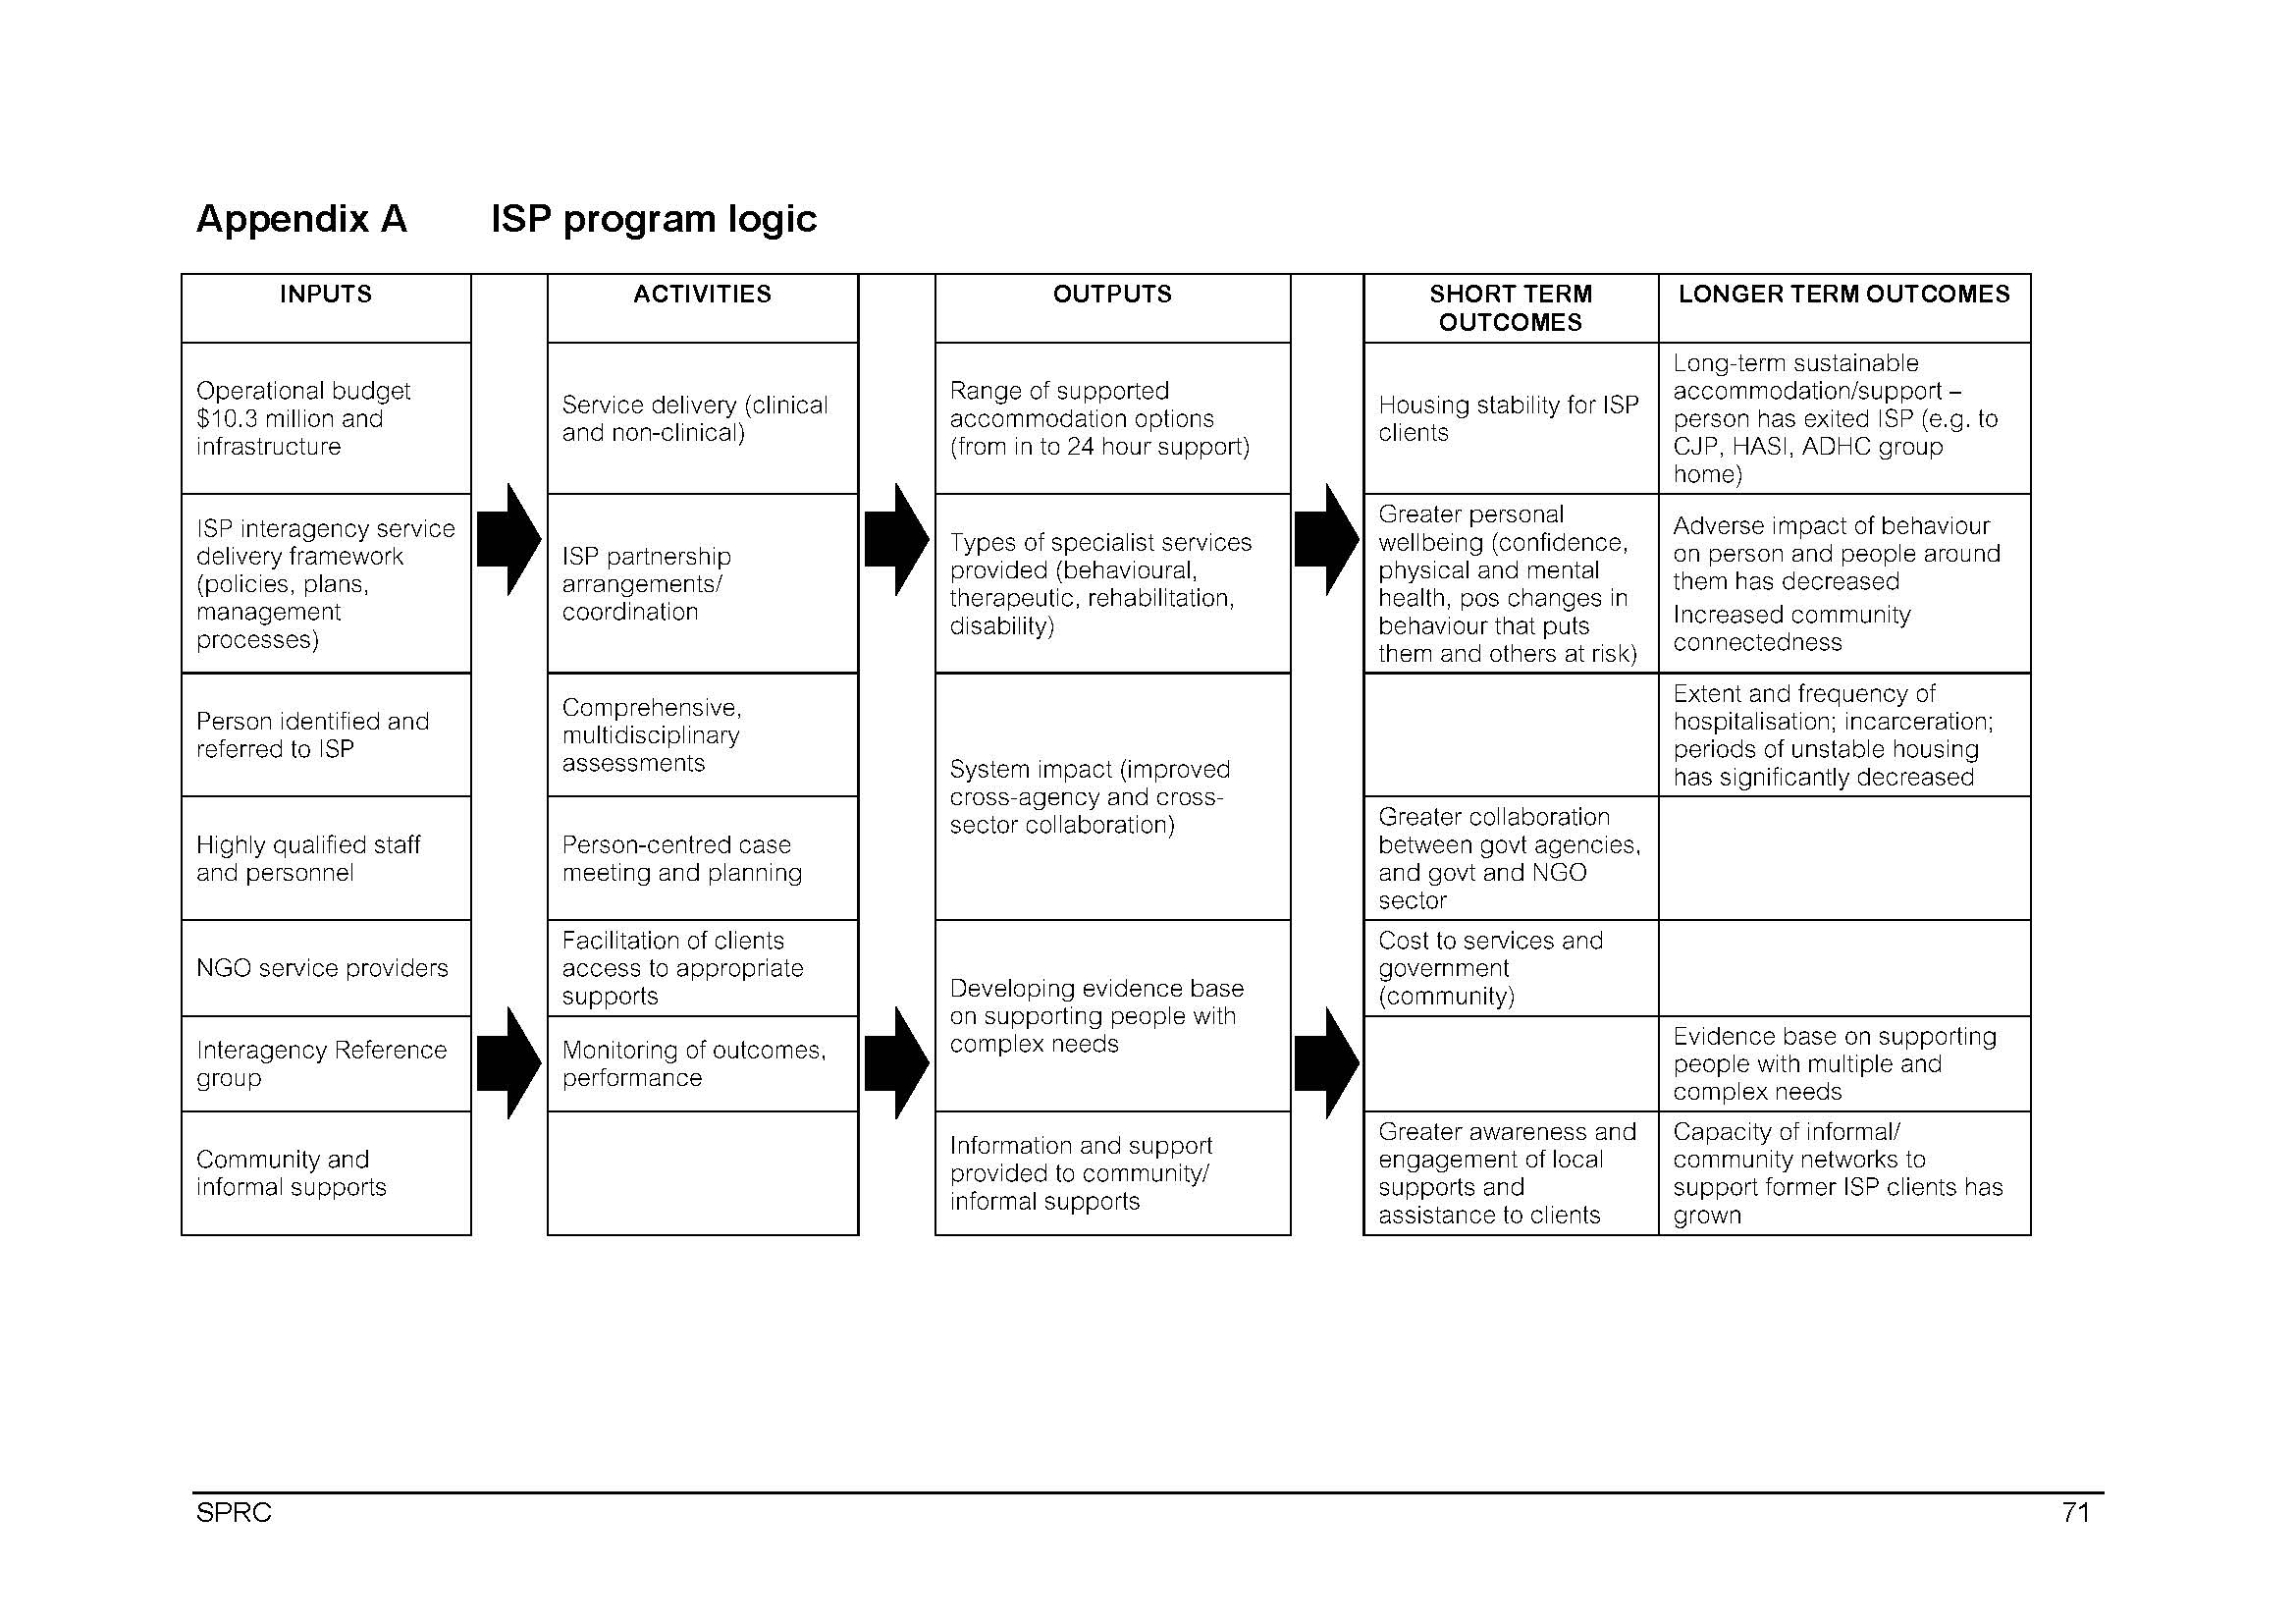 Appendix A ISP program logic
INPUTS
ACTIVITIES
OUTPUTS
SHORT TERM
OUTCOMES
LONGER TERM OUTCOMES
Operational budget
$10.3 million and
infrastructure
Service delivery (clinical
and non-clinical)
Range of supported
accommodation options
(from in to 24 hour support)
Housing stability for ISP
clients
Long-term sustainable
accommodation/support –
person has exited ISP (e.g. to
CJP, HASI, ADHC group
home)
ISP interagency service
delivery framework
(policies, plans,
management
processes)
ISP partnership
arrangements/
coordination
Types of specialist services
provided (behavioural,
therapeutic, rehabilitation,
disability)
Greater personal
wellbeing (confidence,
physical and mental
health, pos changes in
behaviour that puts
them and others at risk)
Adverse impact of behaviour
on person and people around
them has decreased
Increased community
connectedness
Person identified and
referred to ISP
Comprehensive,
multidisciplinary
assessments
System impact (improved
cross-agency and cross-
sector collaboration)
Extent and frequency of
hospitalisation; incarceration;
periods of unstable housing
has significantly decreased
Highly qualified staff
and personnel
Person-centred case
meeting and planning
Greater collaboration
between govt agencies,
and govt and NGO
sector
NGO service providers
Facilitation of clients
access to appropriate
supports
Developing evidence base
on supporting people with
complex needs
Cost to services and
government
(community)
Interagency Reference
group
Monitoring of outcomes,
performance
Evidence base on supporting
people with multiple and
complex needs
Community and
informal supports
Information and support
provided to community/
informal supports
Greater awareness and
engagement of local
supports and
assistance to clients
Capacity of informal/
community networks to
support former ISP clients has
grown
SPRC
71